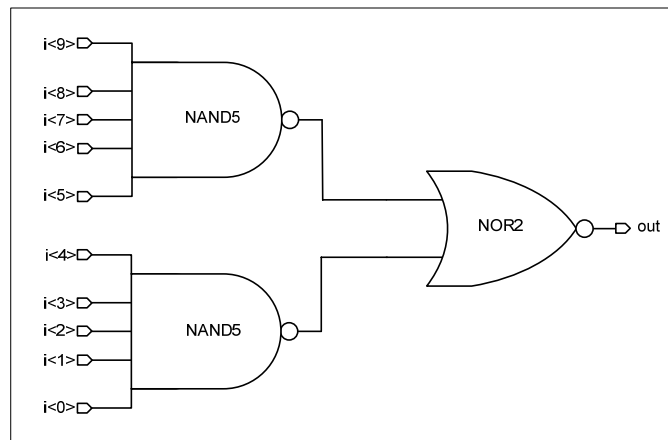 i<9>
i<8>
i<7>
NAND5
i<6>
i<5>
NOR2
out
i<4>
i<3>
i<2>
NAND5
i<1>
i<0>